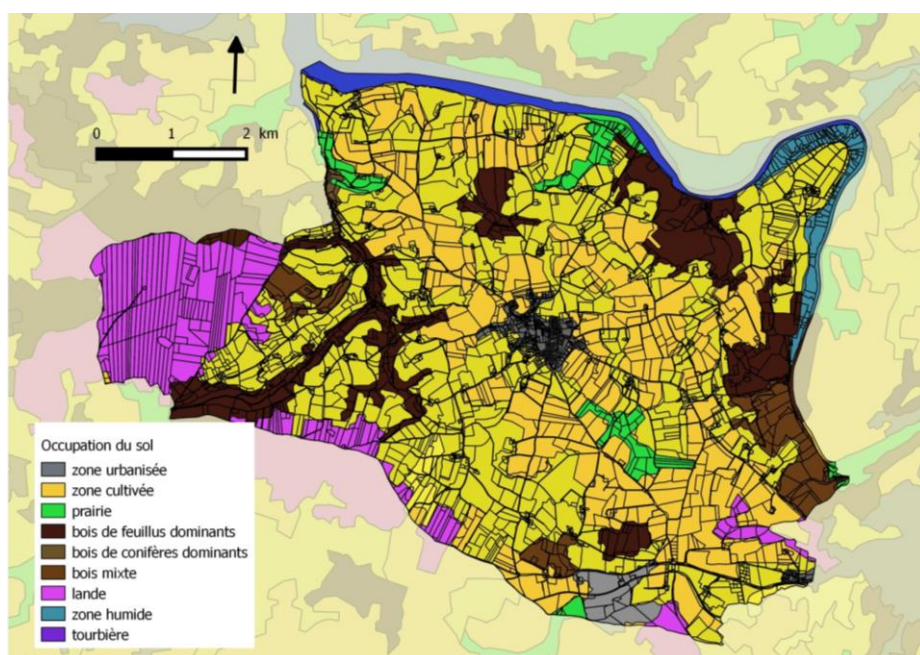 0 1 2 km
Occupation du sol
zone urbanisée
zone cultivée
prairie
bois de feuillus dominants
bois de conifères dominants
bois mixte
lande
zone humide
tourbière